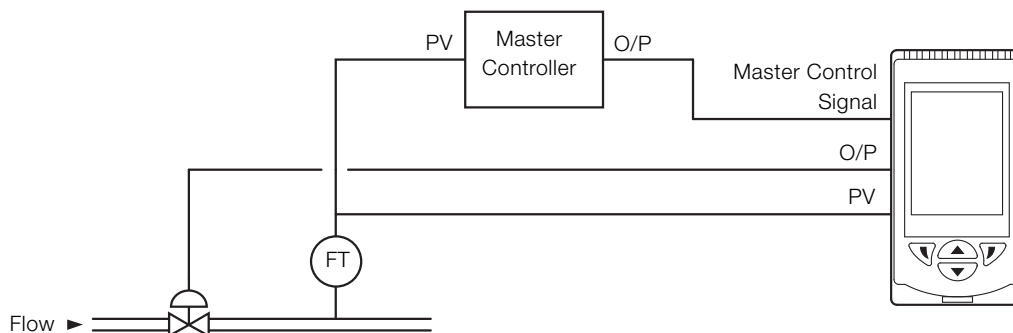 PV
Master
Controller
O/P
Master Control
Signal
O/P
PV
FT
Flow ►